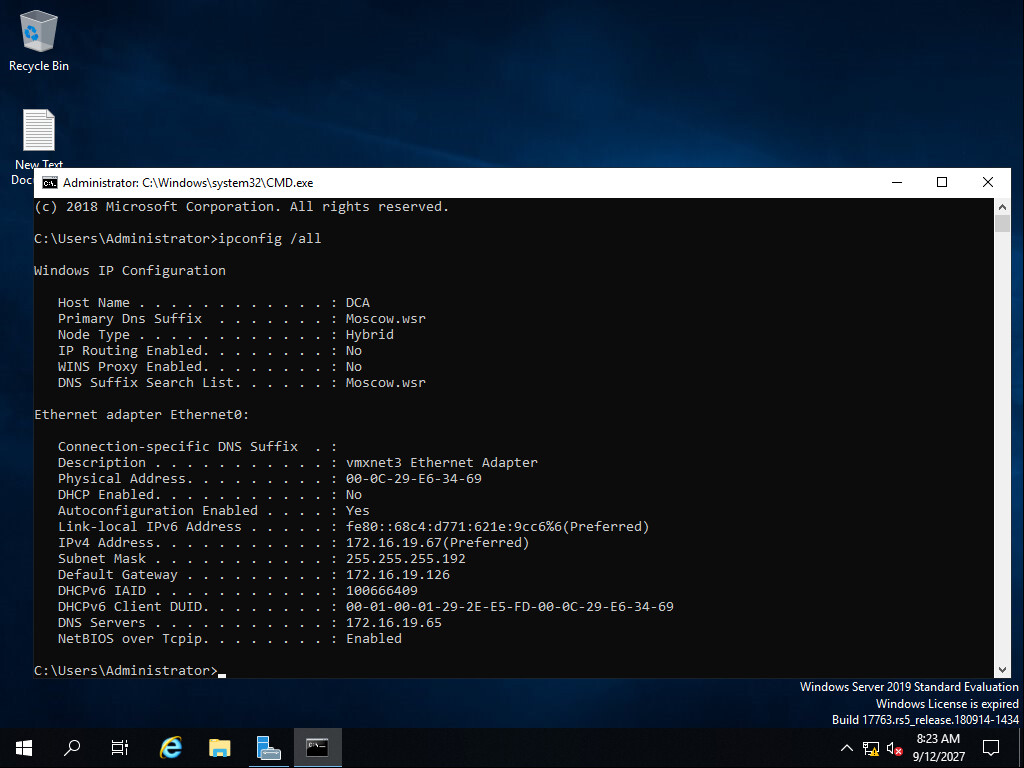 Recycle Bin
New Text
Doc
Administrator: C:\Windows\system32\CMD.exe
(c) 2018 Microsoft Corporation. All rights reserved.
C:\Users\Administrator>ipconfig /all
Windows IP Configuration
Host Name . . . . . . . . . . . . : DCA
Primary Dns Suffix  . . . . . . . : Moscow.wsr
Node Type . . . . . . . . . . . . : Hybrid
IP Routing Enabled. . . . . . . . : No
WINS Proxy Enabled. . . . . . . . : No
DNS Suffix Search List. . . . . . : Moscow.wsr
Ethernet adapter Ethernet0:
Connection-specific DNS Suffix  . :
Description . . . . . . . . . . . : vmxnet3 Ethernet Adapter
Physical Address. . . . . . . . . : 00-0C-29-E6-34-69
DHCP Enabled. . . . . . . . . . . : No
Autoconfiguration Enabled . . . . : Yes
Link-local IPv6 Address . . . . . : fe80::68c4:d771:621e:9cc6%6(Preferred)
IPv4 Address. . . . . . . . . . . : 172.16.19.67(Preferred)
Subnet Mask . . . . . . . . . . . : 255.255.255.192
Default Gateway . . . . . . . . . : 172.16.19.126
DHCPv6 IAID . . . . . . . . . . . : 100666409
DHCPv6 Client DUID. . . . . . . . : 00-01-00-01-29-2E-E5-FD-00-0C-29-E6-34-69
DNS Servers . . . . . . . . . . . : 172.16.19.65
NetBIOS over Tcpip. . . . . . . . : Enabled
C:\Users\Administrator>
Windows Server 2019 Standard Evaluation
Windows License is expired
Build 17763.rs5_release.180914-1434
8:23 AM
9/12/2027